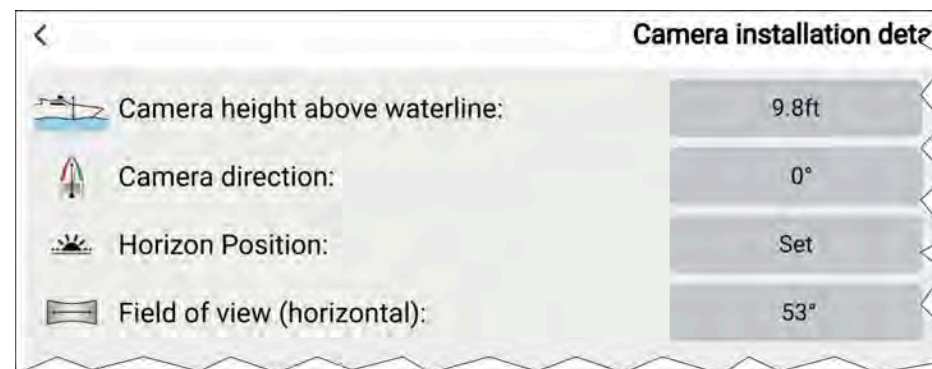 Camera installation
Camera height above waterline: 9.8ft
Camera direction: 0°
Horizon Position: Set
Field of view (horizontal): 53°